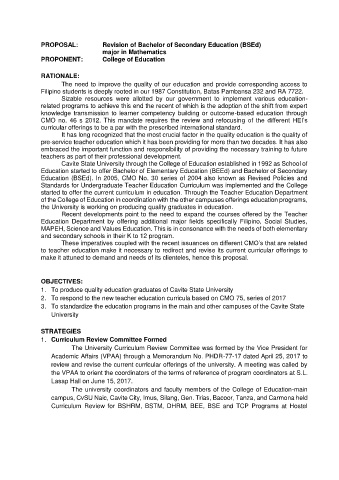 PROPOSAL: Revision of Bachelor of Secondary Education (BSEd)
major in Mathematics
PROPONENT: College of Education
RATIONALE:
The need to improve the quality of our education and provide corresponding access to
Filipino students is deeply rooted in our 1987 Constitution, Batas Pambansa 232 and RA 7722.
Sizable resources were allotted by our government to implement various education-
related programs to achieve this end the recent of which is the adoption of the shift from expert
knowledge transmission to learner competency building or outcome-based education through
CMO no. 46 s 2012. This mandate requires the review and refocusing of the different HEI's
curricular offerings to be a par with the prescribed international standard.
It has long recognized that the most crucial factor in the quality education is the quality of
pre-service teacher education which it has been providing for more than two decades. It has also
embraced the important function and responsibility of providing the necessary training to future
teachers as part of their professional development.
Cavite State University through the College of Education established in 1992 as School of
Education started to offer Bachelor of Elementary Education (BEEd) and Bachelor of Secondary
Education (BSEd). In 2005, CMO No. 30 series of 2004 also known as Revised Policies and
Standards for Undergraduate Teacher Education Curriculum was implemented and the College
started to offer the current curriculum in education. Through the Teacher Education Department
of the College of Education in coordination with the other campuses offerings education programs,
the University is working on producing quality graduates in education.
Recent developments point to the need to expand the courses offered by the Teacher
Education Department by offering additional major fields specifically Filipino, Social Studies,
MAPEH, Science and Values Education. This is in consonance with the needs of both elementary
and secondary schools in their K to 12 program.
These imperatives coupled with the recent issuances on different CMO's that are related
to teacher education make it necessary to redirect and revise its current curricular offerings to
make it attuned to demand and needs of its clienteles, hence this proposal.
OBJECTIVES:
1. To produce quality education graduates of Cavite State University
2. To respond to the new teacher education curricula based on CMO 75, series of 2017
3. To standardize the education programs in the main and other campuses of the Cavite State
University
STRATEGIES
1. Curriculum Review Committee Formed
The University Curriculum Review Committee was formed by the Vice President for
Academic Affairs (VPAA) through a Memorandum No. PHDR-77-17 dated April 25, 2017 to
review and revise the current curricular offerings of the university. A meeting was called by
the VPAA to orient the coordinators of the terms of reference of program coordinators at S.L.
Lassp Hall on June 15, 2017.
The university coordinators and faculty members of the College of Education-main
campus, CvSU Naic, Cavite City, Imus, Silang, Gen. Trias, Bacoor, Tanza, and Carmona held
Curriculum Review for BSHRM, BSTM, DHRM, BEE, BSE and TCP Programs at Hostel